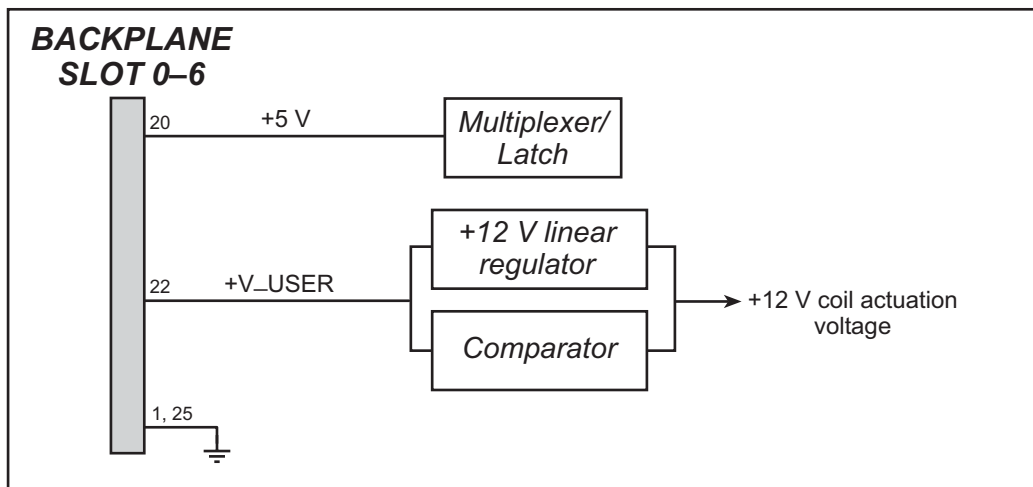 BACKPLANE
SLOT 0–6
20
+5 V
Multiplexer/
Latch
+12 V linear
regulator
22
+V_USER
+12 V coil actuation
voltage
Comparator
1, 25